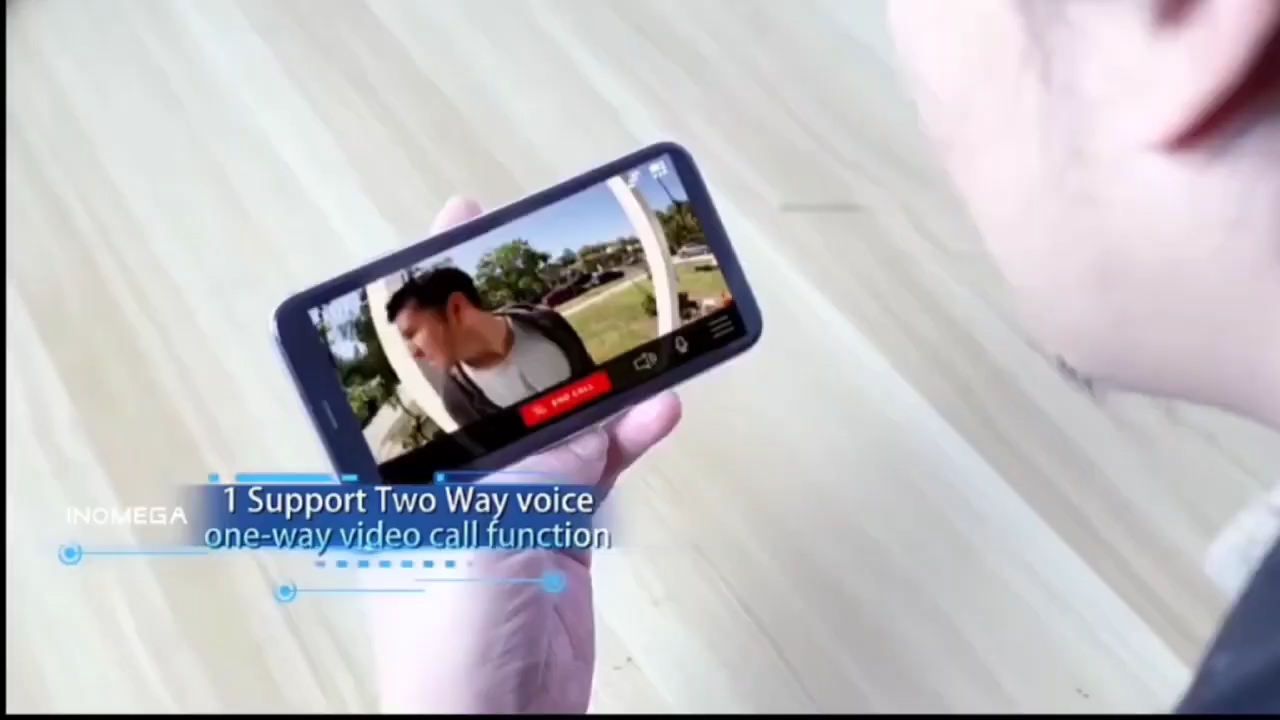 END CALL
INOMEGA
1 Support Two Way voice
one-way video call function